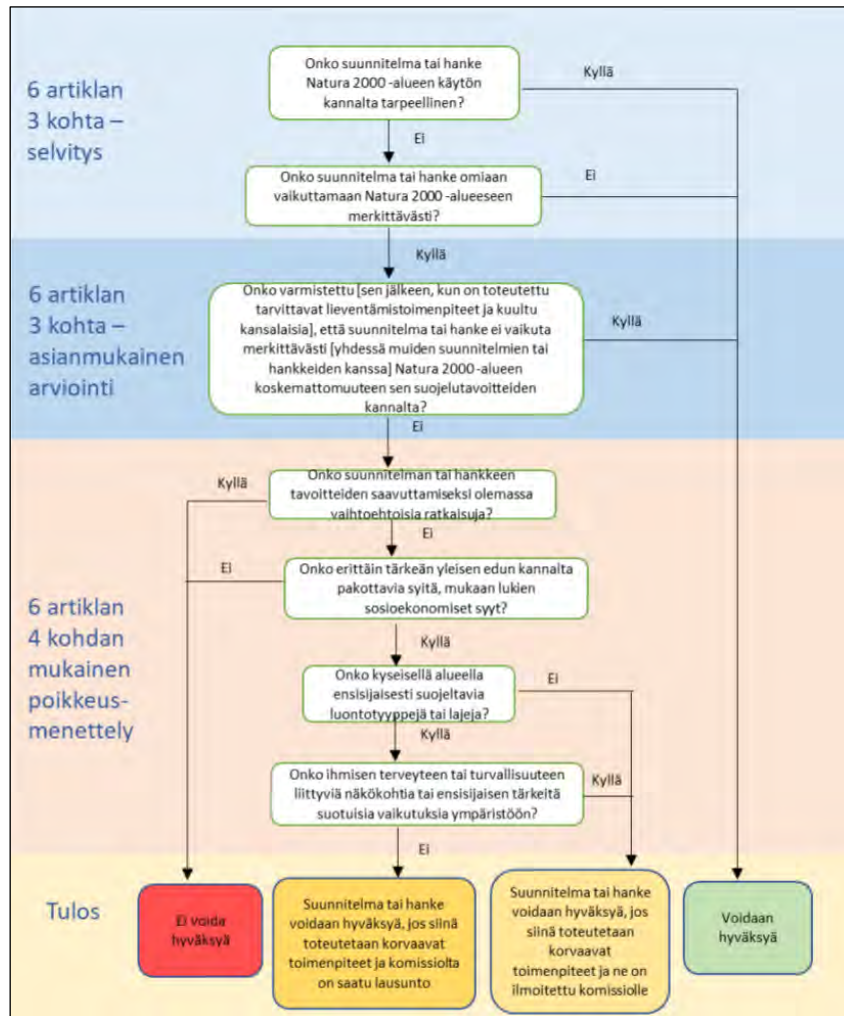 6 artiklan
3 kohta –
selvitys
Onko suunnitelma tai hanke
Natura 2000 -alueen käytön
kannalta tarpeellinen?
Kyllä
Ei
Onko suunnitelma tai hanke omiaan
vaikuttamaan Natura 2000 -alueeseen
merkittävästi?
Ei
Kyllä
6 artiklan
3 kohta –
asianmukainen
arviointi
Onko varmistettu [sen jälkeen, kun on toteutettu
tarvittavat lieventämistoimenpiteet ja kuultu
kansalaisia], että suunnitelma tai hanke ei vaikuta
merkittävästi [yhdessä muiden suunnitelmien tai
hankkeiden kanssa] Natura 2000 -alueen
koskemattomuuteen sen suojelutavoitteiden
kannalta?
Kyllä
Ei
6 artiklan
4 kohdan
mukainen
poikkeus-
menettely
Onko suunnitelman tai hankkeen
tavoitteiden saavuttamiseksi olemassa
vaihtoehtoisia ratkaisuja?
Kyllä
Ei
Onko erittäin tärkeän yleisen edun kannalta
pakottavia syitä, mukaan lukien
sosioekonomiset syyt?
Ei
Kyllä
Onko kyseisellä alueella
ensisijaisesti suojeltavia
luontotyyppejä tai lajeja?
Ei
Kyllä
Onko ihmisen terveyteen tai turvallisuuteen
liittyviä näkökohtia tai ensisijaisen tärkeitä
suotuisia vaikutuksia ympäristöön?
Kyllä
Ei
Tulos
Ei voida
hyväksyä
Suunnitelma tai hanke
voidaan hyväksyä, jos siinä
toteutetaan korvaavat
toimenpiteet ja komissiolta
on saatu lausunto
Suunnitelma tai hanke
voidaan hyväksyä, jos
siinä toteutetaan
korvaavat
toimenpiteet ja ne on
ilmoitettu komissiolle
Voidaan
hyväksyä